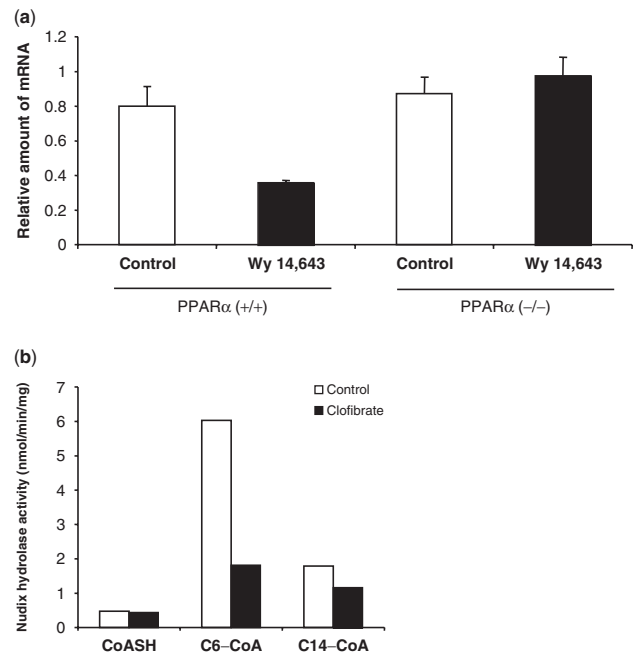 (a)
Relative amount of mRNA
1.2
1
0.8
0.6
0.4
0.2
0
Control Wy 14,643 Control Wy 14,643
PPARα (+/+) PPARα (−/−)
(b)
Nudix hydrolase activity (nmol/min/mg)
7
6
5
4
3
2
1
0
Control
Clofibrate
CoASH C6–CoA C14–CoA